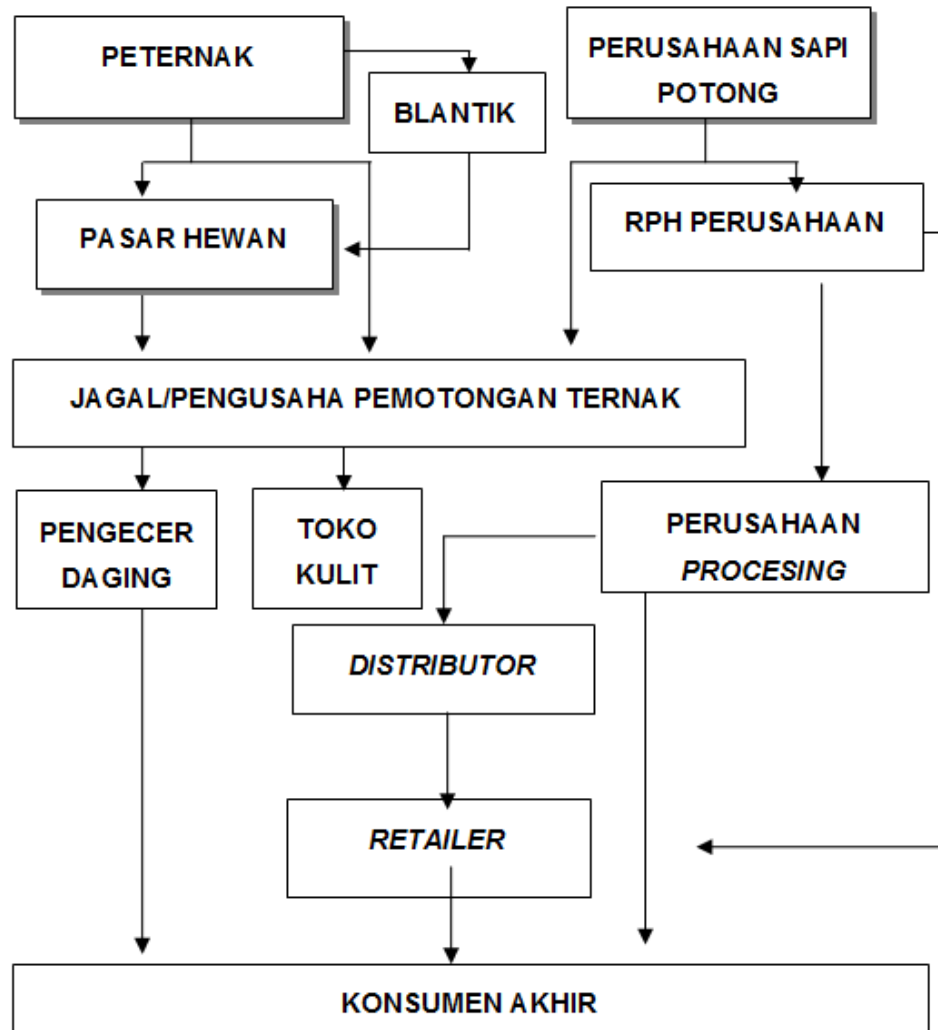 PETERNAK
PERUSAHAAN SAPI
POTONG
BLANTIK
PASAR HEWAN
RPH PERUSAHAAN
JAGAL/PENGUSAHA PEMOTONGAN TERNAK
PENGECER
DAGING
TOKO
KULIT
PERUSAHAAN
PROCESING
DISTRIBUTOR
RETAILER
KONSUMEN AKHIR